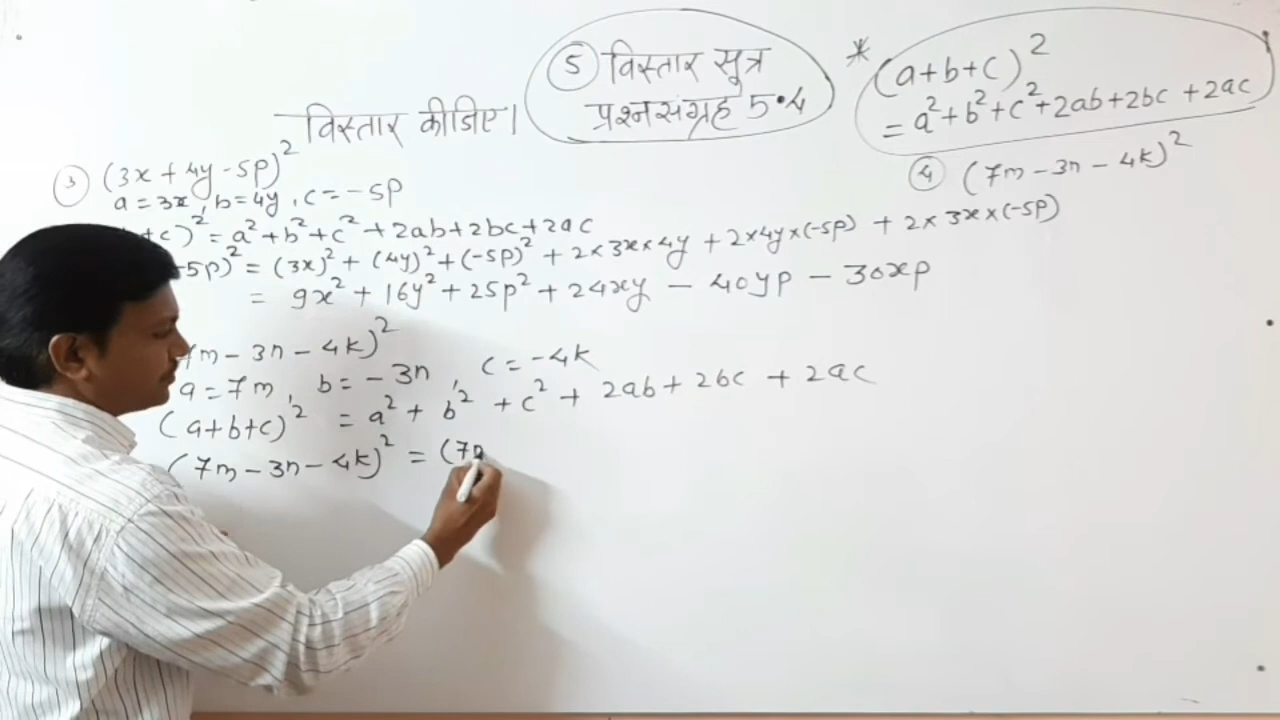 ⑤ विस्तार सूत्र
प्रश्नसंग्रह 5.4
* (a+b+c)²
= a²+b²+c²+2ab+2bc+2ac
विस्तार कीजिए।
③ (3x+4y-5p)²
a=3x, b=4y, c=-5p
+c)² = a²+b²+c²+2ab+2bc+2ac
-5p)² = (3x)²+(4y)²+(-5p)²+2×3x×4y+2×4y×(-5p)+2×3x×(-5p)
= 9x²+16y²+25p²+24xy-40yp-30xp
④ (7m-3n-4k)²
7m-3n-4k)²
a=7m, b=-3n, c=-4k
(a+b+c)² = a²+b²+c²+2ab+2bc+2ac
(7m-3n-4k)² = (7